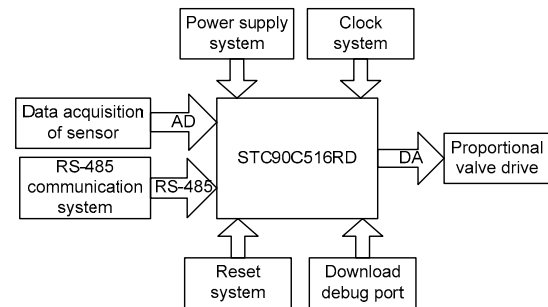 Power supply
system
Clock
system
Data acquisition
of sensor
AD
STC90C516RD
DA
Proportional
valve drive
RS-485
communication
system
RS-485
Reset
system
Download
debug port